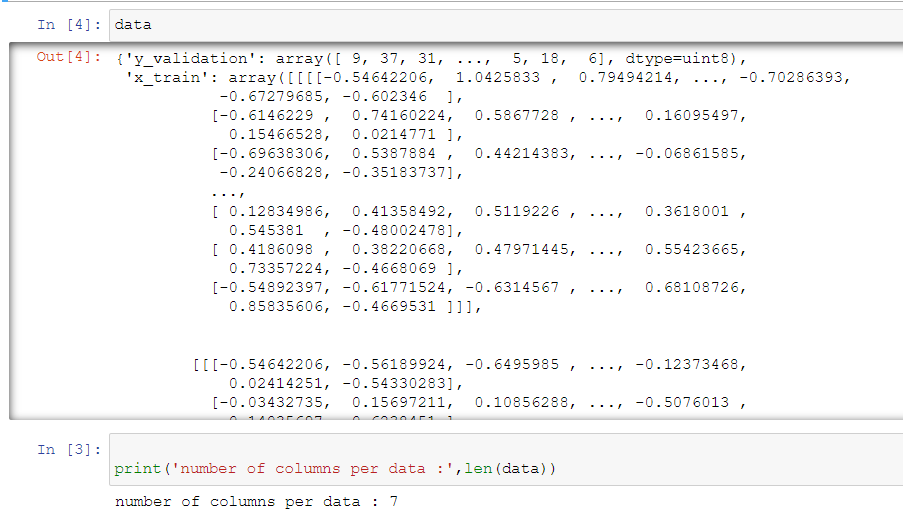 In [4]: data
Out[4]: {'y_validation': array([ 9, 37, 31, ..., 5, 18, 6], dtype=uint8),
'x_train': array([[[[-0.54642206, 1.0425833 , 0.79494214, ..., -0.70286393,
-0.67279685, -0.602346 ],
[-0.6146229 , 0.74160224, 0.5867728 , ..., 0.16095497,
0.15466528, 0.0214771 ],
[-0.69638306, 0.5387884 , 0.44214383, ..., -0.06861585,
-0.24066828, -0.35183737],
...,
[ 0.12834986, 0.41358492, 0.5119226 , ..., 0.3618001 ,
0.545381 , -0.48002478],
[ 0.4186098 , 0.38220668, 0.47971445, ..., 0.55423665,
0.73357224, -0.4668069 ],
[-0.54892397, -0.61771524, -0.6314567 , ..., 0.68108726,
0.85835606, -0.4669531 ]]],
[[[-0.54642206, -0.56189924, -0.6495985 , ..., -0.12373468,
0.02414251, -0.54330283],
[-0.03432735, 0.15697211, 0.10856288, ..., -0.5076013 ,
In [3]:
print('number of columns per data :',len(data))
number of columns per data : 7